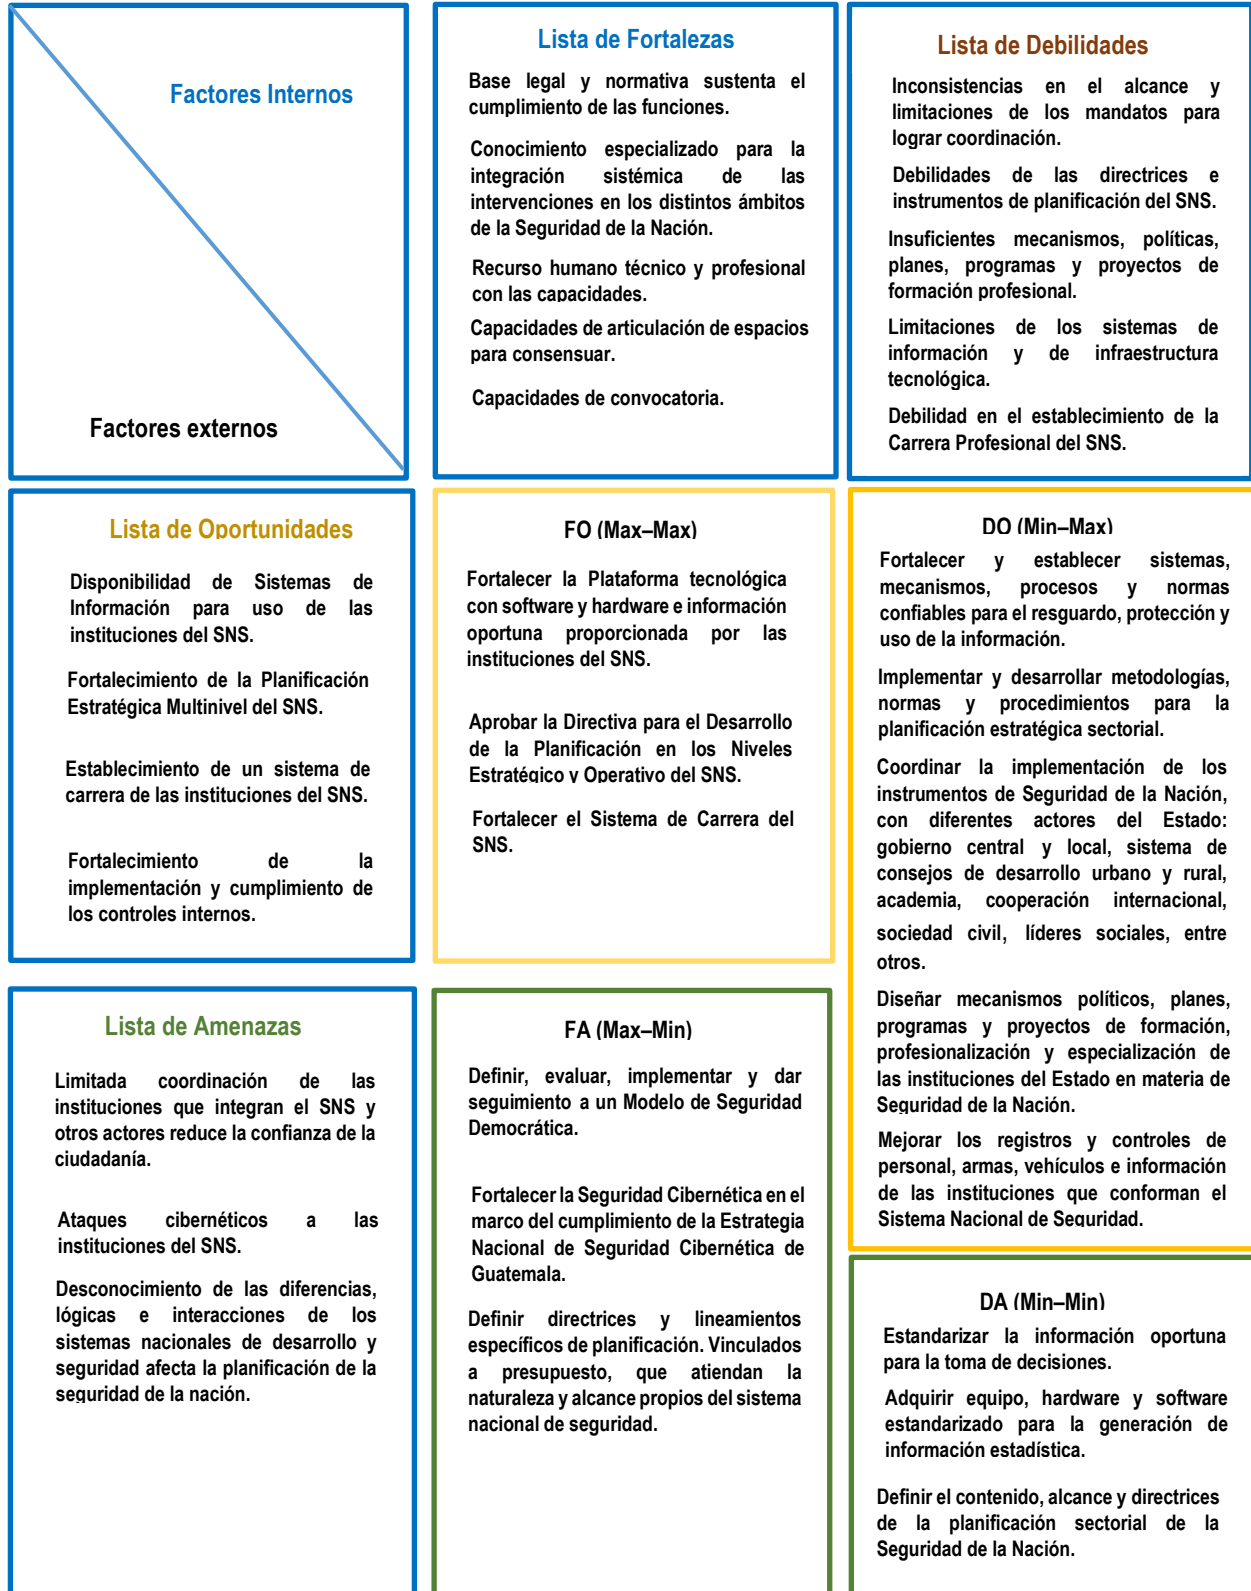 Factores Internos
Factores externos
Lista de Fortalezas
Base legal y normativa sustenta el
cumplimiento de las funciones.
Conocimiento especializado para la
integración sistémica de las
intervenciones en los distintos ámbitos
de la Seguridad de la Nación.
Recurso humano técnico y profesional
con las capacidades.
Capacidades de articulación de espacios
para consensuar.
Capacidades de convocatoria.
Lista de Debilidades
Inconsistencias en el alcance y
limitaciones de los mandatos para
lograr coordinación.
Debilidades de las directrices e
instrumentos de planificación del SNS.
Insuficientes mecanismos, políticas,
planes, programas y proyectos de
formación profesional.
Limitaciones de los sistemas de
información y de infraestructura
tecnológica.
Debilidad en el establecimiento de la
Carrera Profesional del SNS.
Lista de Oportunidades
Disponibilidad de Sistemas de
Información para uso de las
instituciones del SNS.
Fortalecimiento de la Planificación
Estratégica Multinivel del SNS.
Establecimiento de un sistema de
carrera de las instituciones del SNS.
Fortalecimiento de la
implementación y cumplimiento de
los controles internos.
FO (Max–Max)
Fortalecer la Plataforma tecnológica
con software y hardware e información
oportuna proporcionada por las
instituciones del SNS.
Aprobar la Directiva para el Desarrollo
de la Planificación en los Niveles
Estratégico y Operativo del SNS.
Fortalecer el Sistema de Carrera del
SNS.
DO (Min–Max)
Fortalecer y establecer sistemas,
mecanismos, procesos y normas
confiables para el resguardo, protección y
uso de la información.
Implementar y desarrollar metodologías,
normas y procedimientos para la
planificación estratégica sectorial.
Coordinar la implementación de los
instrumentos de Seguridad de la Nación,
con diferentes actores del Estado:
gobierno central y local, sistema de
consejos de desarrollo urbano y rural,
academia, cooperación internacional,
sociedad civil, líderes sociales, entre
otros.
Diseñar mecanismos políticos, planes,
programas y proyectos de formación,
profesionalización y especialización de
las instituciones del Estado en materia de
Seguridad de la Nación.
Mejorar los registros y controles de
personal, armas, vehículos e información
de las instituciones que conforman el
Sistema Nacional de Seguridad.
Lista de Amenazas
Limitada coordinación de las
instituciones que integran el SNS y
otros actores reduce la confianza de la
ciudadanía.
Ataques cibernéticos a las
instituciones del SNS.
Desconocimiento de las diferencias,
lógicas e interacciones de los
sistemas nacionales de desarrollo y
seguridad afecta la planificación de la
seguridad de la nación.
FA (Max–Min)
Definir, evaluar, implementar y dar
seguimiento a un Modelo de Seguridad
Democrática.
Fortalecer la Seguridad Cibernética en el
marco del cumplimiento de la Estrategia
Nacional de Seguridad Cibernética de
Guatemala.
Definir directrices y lineamientos
específicos de planificación. Vinculados
a presupuesto, que atiendan la
naturaleza y alcance propios del sistema
nacional de seguridad.
DA (Min–Min)
Estandarizar la información oportuna
para la toma de decisiones.
Adquirir equipo, hardware y software
estandarizado para la generación de
información estadística.
Definir el contenido, alcance y directrices
de la planificación sectorial de la
Seguridad de la Nación.